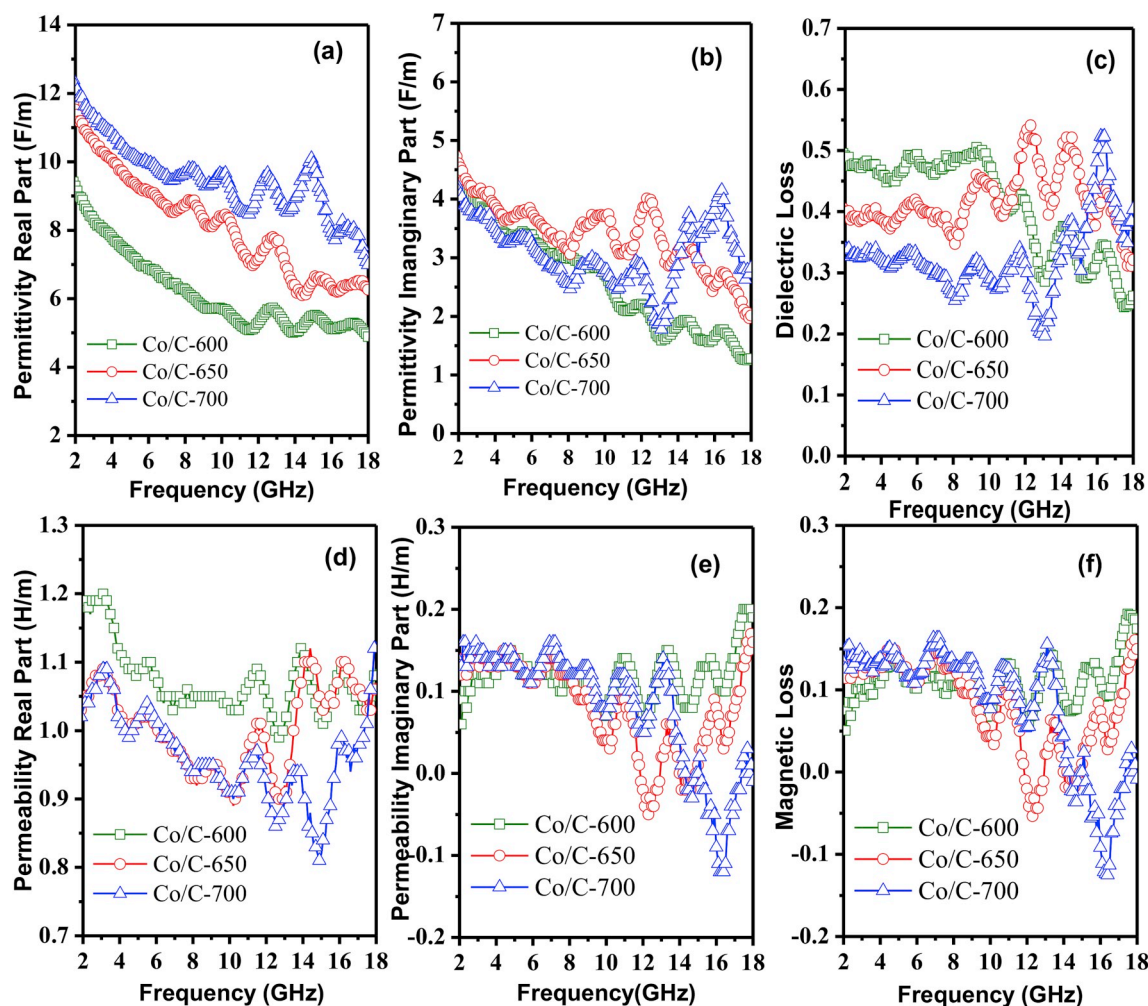 (a)
Permittivity Real Part (F/m)
14
12
10
8
6
4
2
Co/C-600
Co/C-650
Co/C-700
2 4 6 8 10 12 14 16 18
Frequency (GHz)
(b)
Permittivity Imaginary Part (F/m)
7
6
5
4
3
2
1
0
Co/C-600
Co/C-650
Co/C-700
2 4 6 8 10 12 14 16 18
Frequency (GHz)
(c)
Dielectric Loss
0.7
0.6
0.5
0.4
0.3
0.2
0.1
0.0
Co/C-600
Co/C-650
Co/C-700
2 4 6 8 10 12 14 16 18
Frequency (GHz)
(d)
Permeability Real Part (H/m)
1.3
1.2
1.1
1.0
0.9
0.8
0.7
Co/C-600
Co/C-650
Co/C-700
2 4 6 8 10 12 14 16 18
Frequency (GHz)
(e)
Permeability Imaginary Part (H/m)
0.3
0.2
0.1
0.0
-0.1
-0.2
Co/C-600
Co/C-650
Co/C-700
2 4 6 8 10 12 14 16 18
Frequency(GHz)
(f)
Magnetic Loss
0.3
0.2
0.1
0.0
-0.1
-0.2
Co/C-600
Co/C-650
Co/C-700
2 4 6 8 10 12 14 16 18
Frequency (GHz)